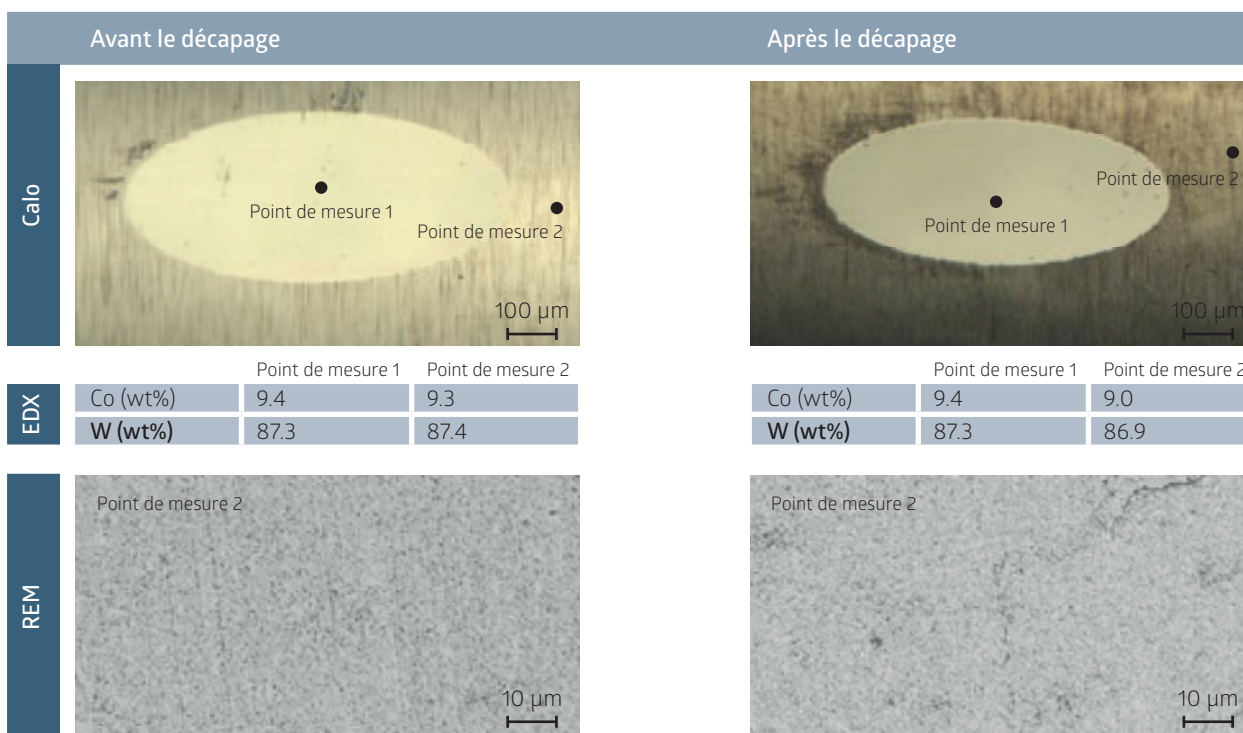 Avant le décapage
Après le décapage
Calo
Point de mesure 1
Point de mesure 2
100 µm
Point de mesure 2
Point de mesure 1
100 µm
EDX
Point de mesure 1 Point de mesure 2
Co (wt%) 9.4 9.3
W (wt%) 87.3 87.4
Point de mesure 1 Point de mesure 2
Co (wt%) 9.4 9.0
W (wt%) 87.3 86.9
REM
Point de mesure 2
10 µm
Point de mesure 2
10 µm